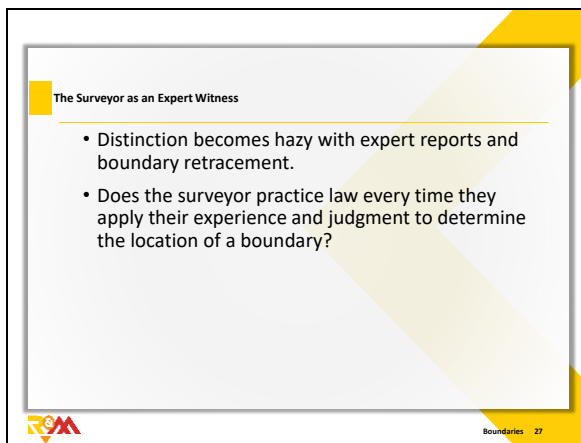 The Surveyor as an Expert Witness
• Distinction becomes hazy with expert reports and
boundary retracement.
• Does the surveyor practice law every time they
apply their experience and judgment to determine
the location of a boundary?
R&M
Boundaries 27